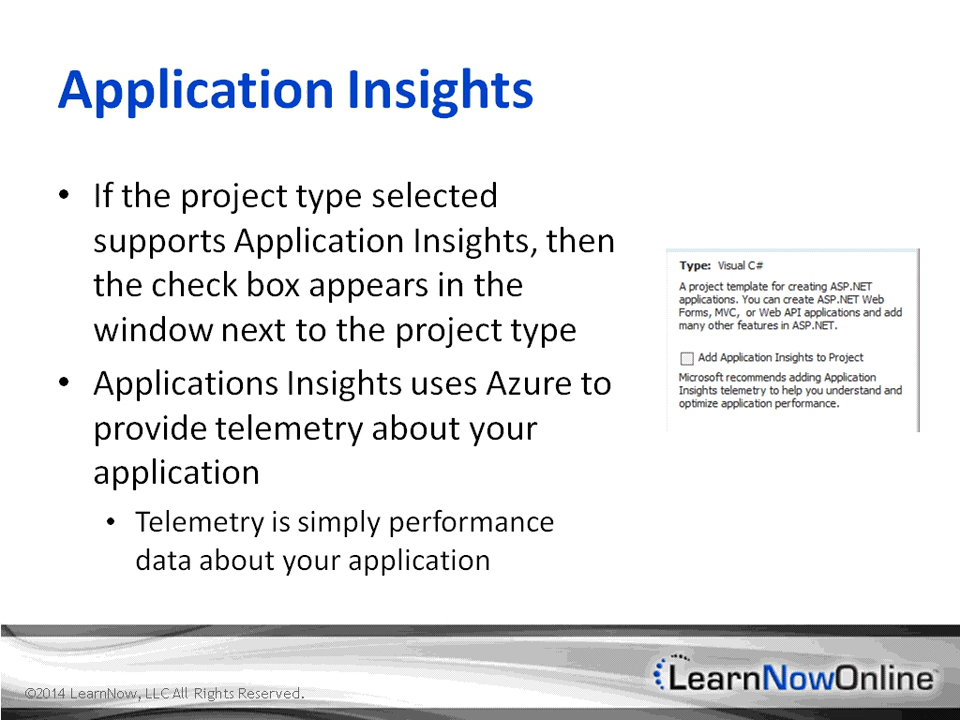 Application Insights
• If the project type selected
supports Application Insights, then
the check box appears in the
window next to the project type
• Applications Insights uses Azure to
provide telemetry about your
application
• Telemetry is simply performance
data about your application
Type: Visual C#
A project template for creating ASP.NET
applications. You can create ASP.NET Web
Forms, MVC, or Web API applications and add
many other features in ASP.NET.
Add Application Insights to Project
Microsoft recommends adding Application
Insights telemetry to help you understand and
optimize application performance.
©2014 LearnNow, LLC All Rights Reserved.
LearnNowOnline